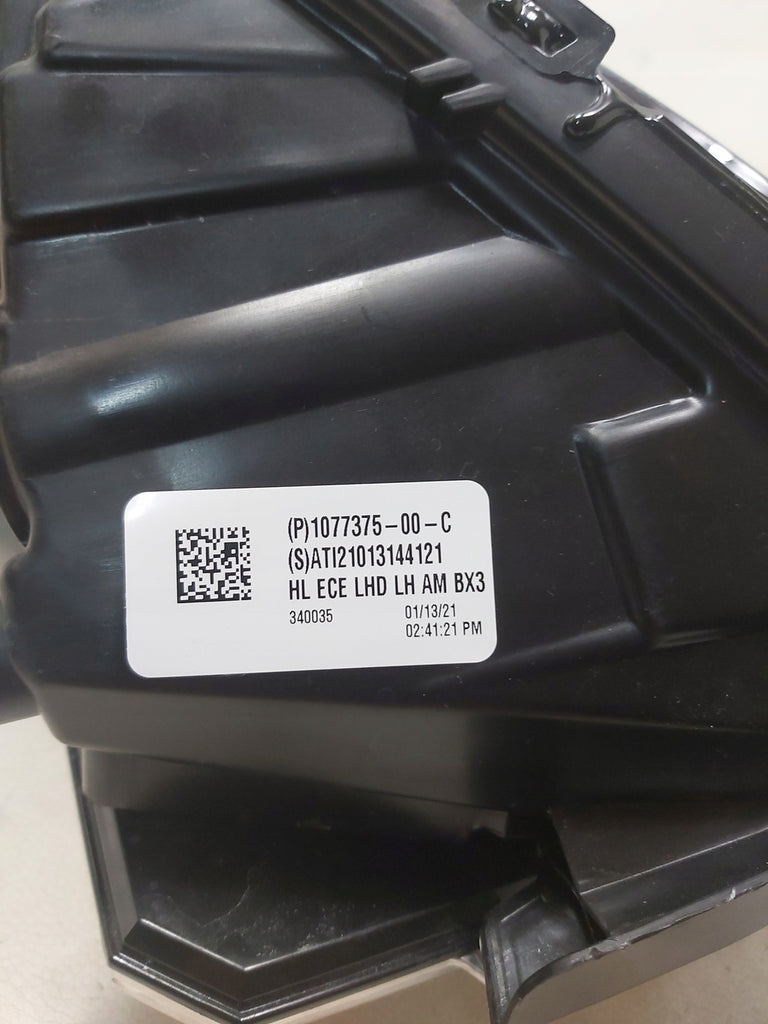 (P)1077375-00-C
(S)ATI21013144121
HL ECE LHD LH AM BX3
340035 01/13/21
02:41:21 PM